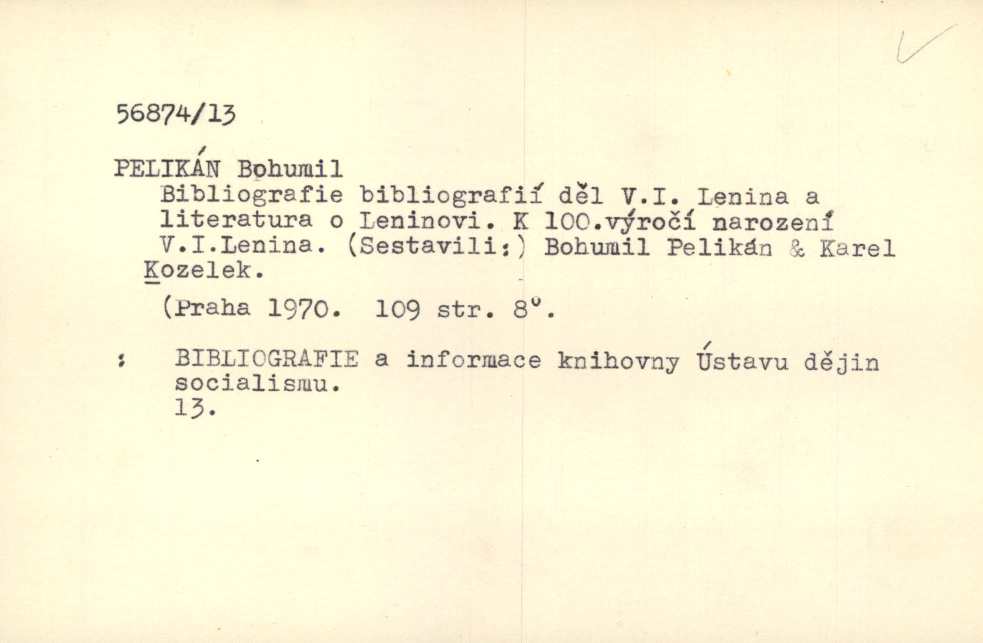 56874/13
PELIKÁN Bohumil
Bibliografie bibliografií děl V.I. Lenina a
literatura o Leninovi. K 100.výročí narození
V.I.Lenina. (Sestavili:) Bohumil Pelikán & Karel
Kozelek.
(Praha 1970. 109 str. 8°.
: BIBLIOGRAFIE a informace knihovny Ústavu dějin
socialismu.
13.